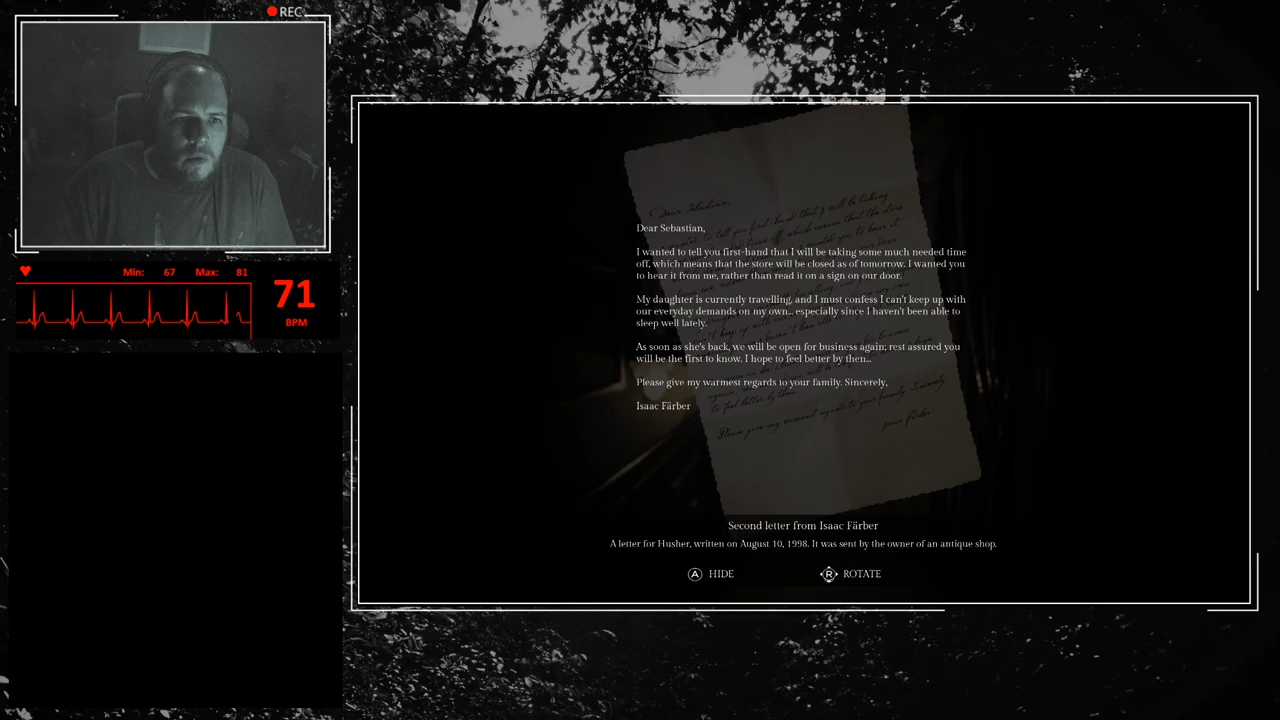 REC
Min: 67 Max: 81
71
BPM
Dear Sebastian,
I wanted to tell you first-hand that I will be taking some much needed time
off, which means that the store will be closed as of tomorrow. I wanted you
to hear it from me, rather than read it on a sign on our door.
My daughter is currently travelling, and I must confess I can't keep up with
our everyday demands on my own... especially since I haven't been able to
sleep well lately.
As soon as she's back, we will be open for business again; rest assured you
will be the first to know. I hope to feel better by then...
Please give my warmest regards to your family. Sincerely,
Isaac Färber
Second letter from Isaac Färber
A letter for Husher, written on August 10, 1998. It was sent by the owner of an antique shop.
A HIDE
R ROTATE